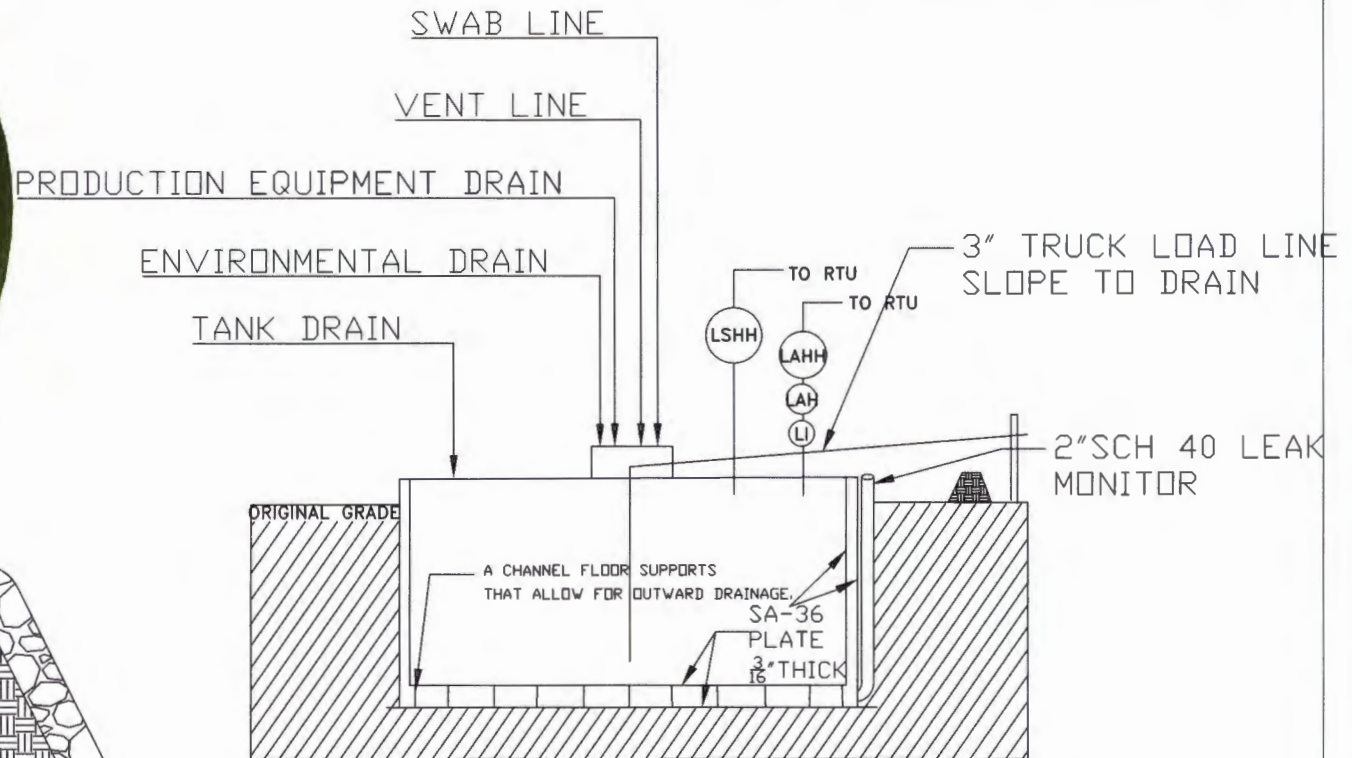 SWAB LINE
VENT LINE
PRODUCTION EQUIPMENT DRAIN
ENVIRONMENTAL DRAIN
TANK DRAIN
TO RTU
TO RTU
3" TRUCK LOAD LINE
SLOPE TO DRAIN
LSHH
LAHH
LAH
LI
2"SCH 40 LEAK
MONITOR
ORIGINAL GRADE
A CHANNEL FLOOR SUPPORTS
THAT ALLOW FOR OUTWARD DRAINAGE.
SA-36
PLATE
3/16" THICK